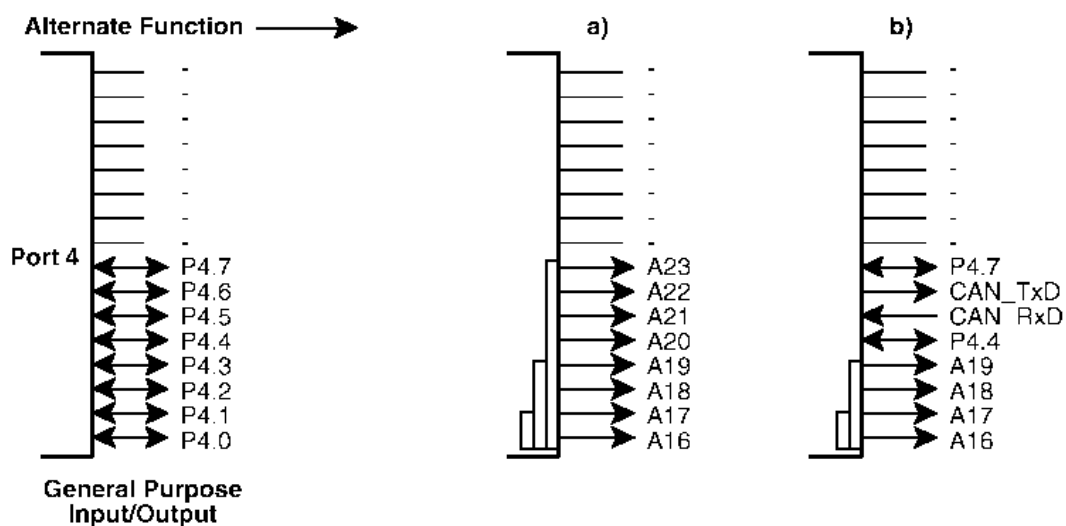 Alternate Function a) b)
- - -
- - -
- - -
- - -
- - -
- - -
- - -
- - -
Port 4
P4.7 A23 P4.7
P4.6 A22 CAN_TxD
P4.5 A21 CAN_RxD
P4.4 A20 P4.4
P4.3 A19 A19
P4.2 A18 A18
P4.1 A17 A17
P4.0 A16 A16
General Purpose
Input/Output